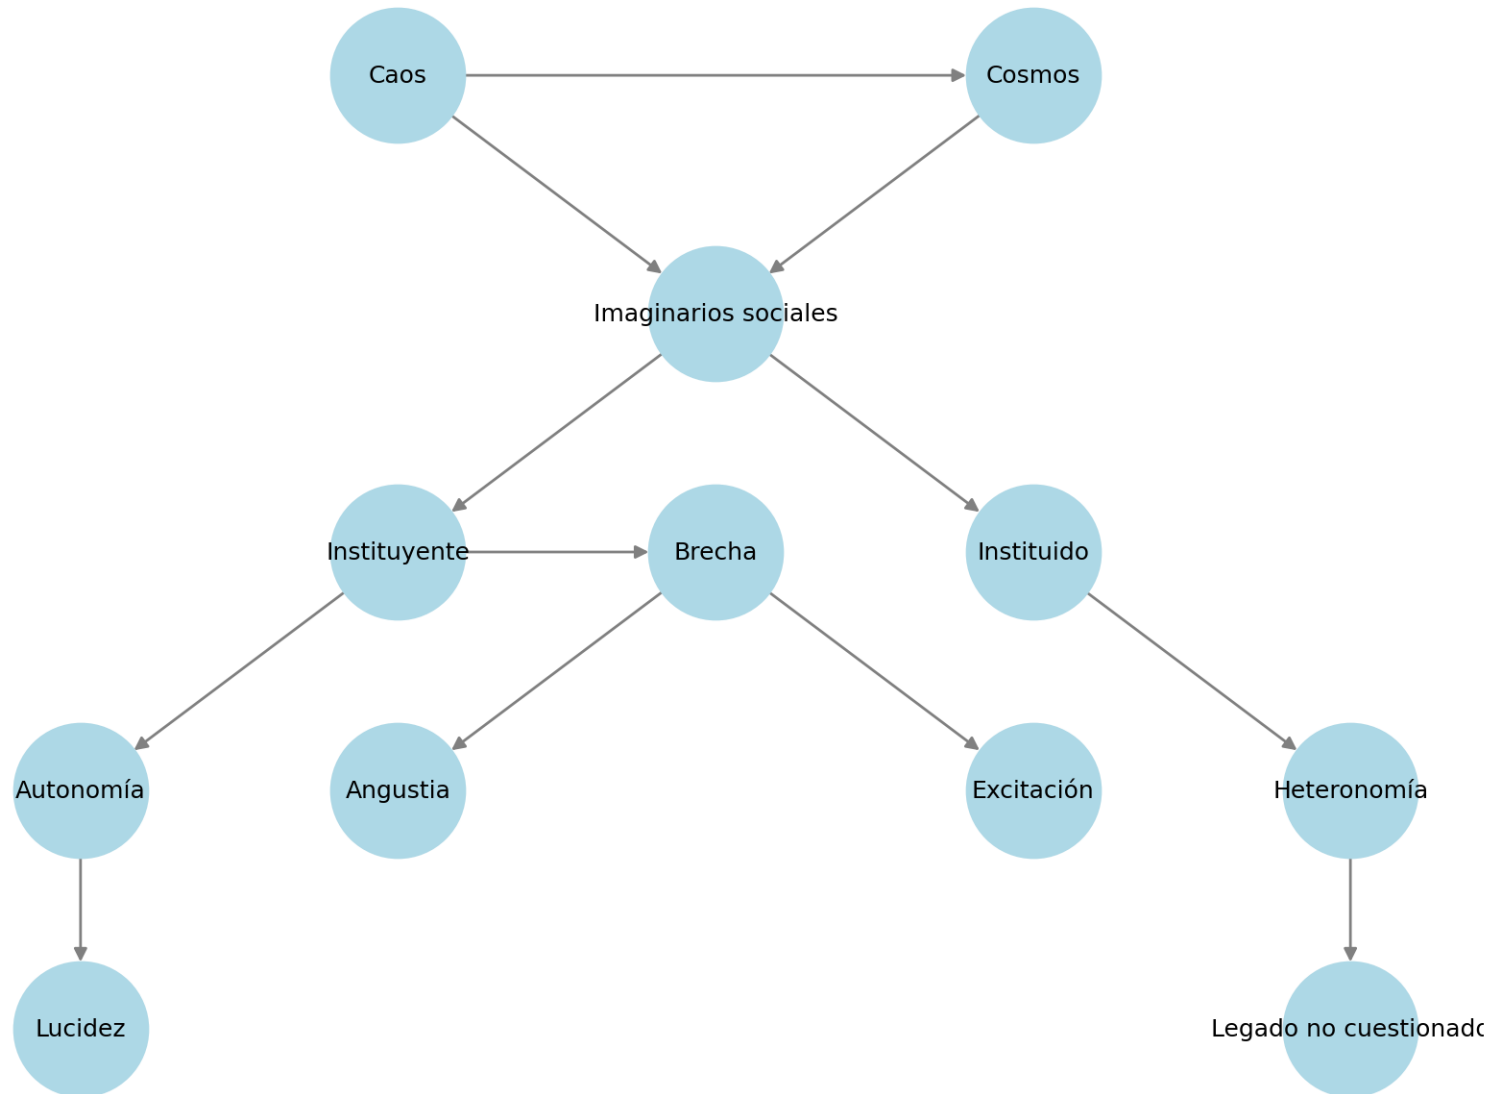 Caos
Cosmos
Imaginarios sociales
Instituyente
Brecha
Instituido
Autonomía
Angustia
Excitación
Heteronomía
Lucidez
Legado no cuestionado